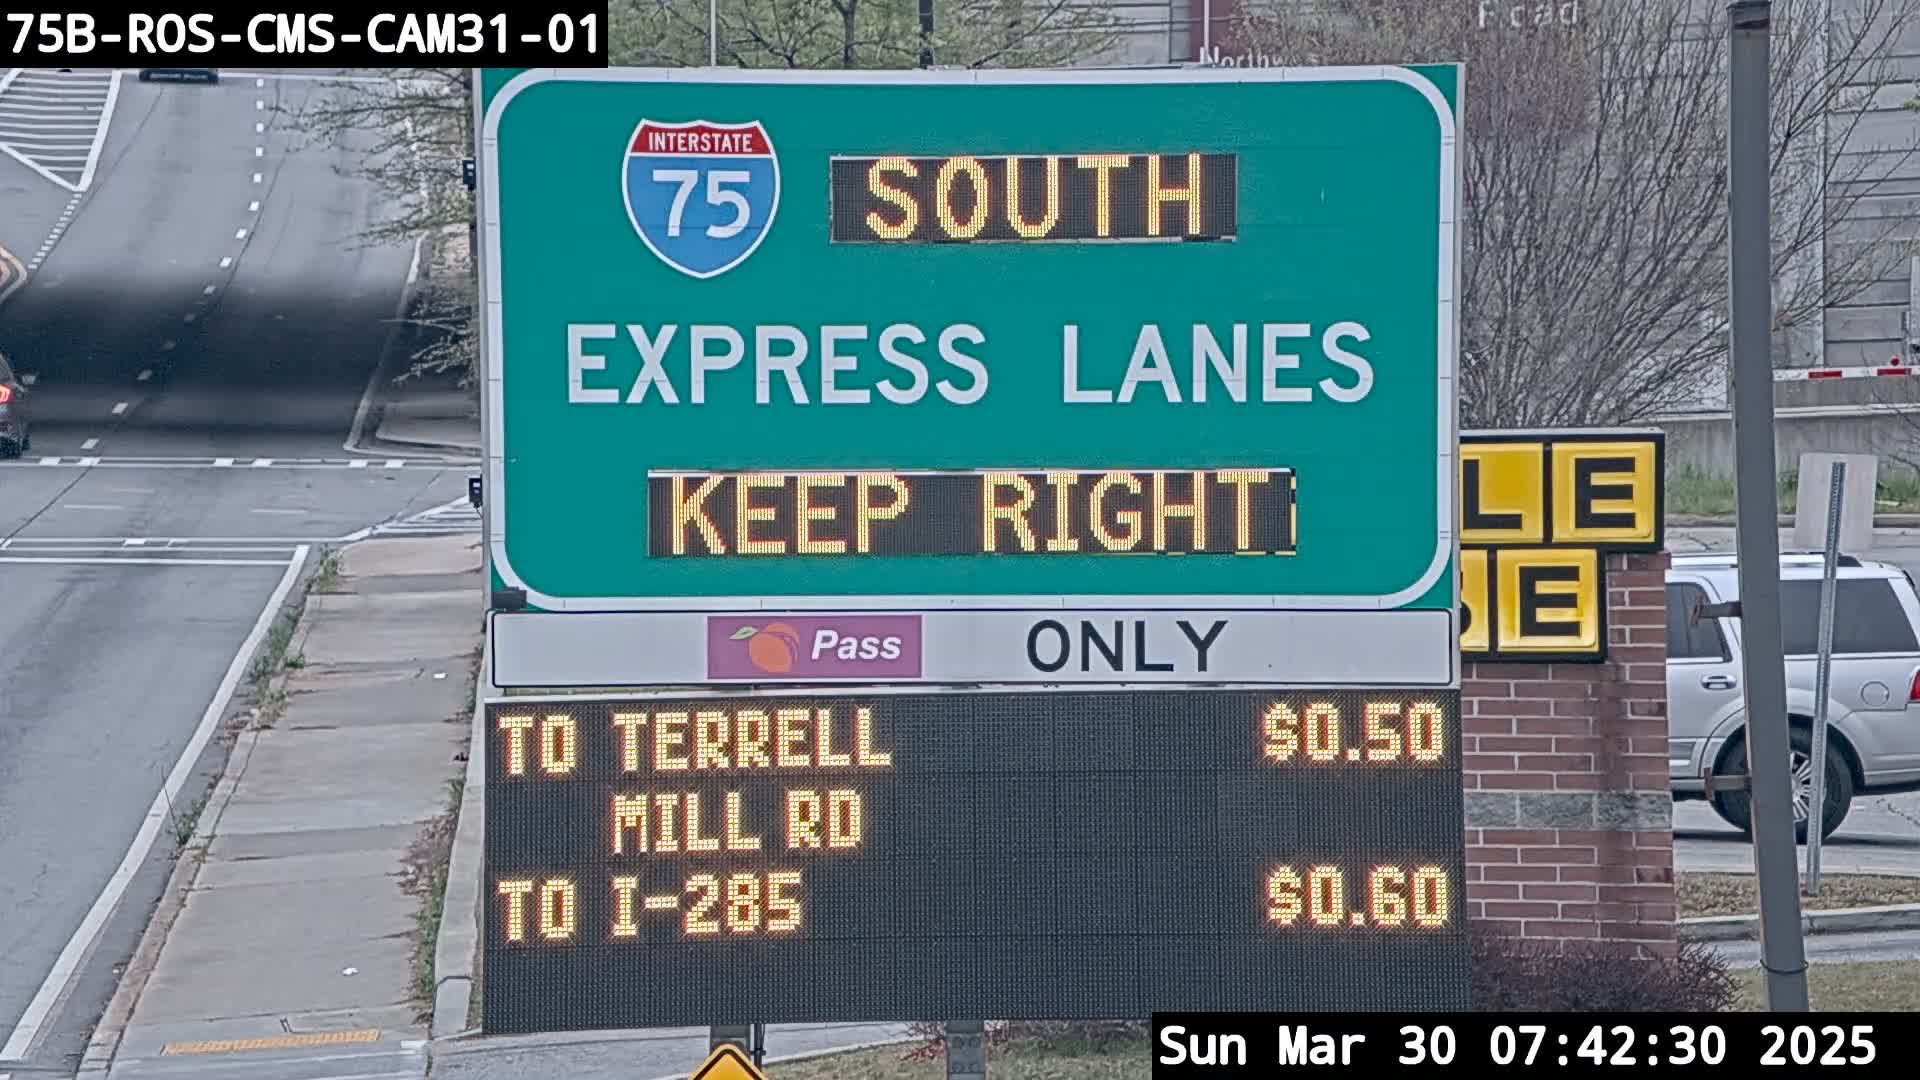 75B-ROS-CMS-CAM31-01
Road
INTERSTATE
75
SOUTH
EXPRESS LANES
KEEP RIGHT
Pass ONLY
LE
E
TO TERRELL $0.50
MILL RD
TO I-285 $0.60
Sun Mar 30 07:42:30 2025